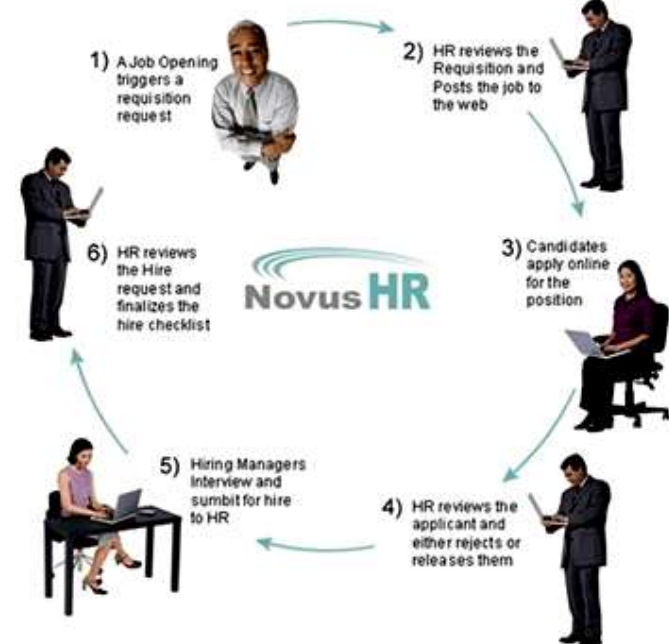 1) A Job Opening
triggers a
requisition
request
2) HR reviews the
Requisition and
Posts the job to
the web
3) Candidates
apply online
for the
position
4) HR reviews the
applicant and
either rejects or
releases them
5) Hiring Managers
Interview and
sumbit for hire
to HR
6) HR reviews
the Hire
request and
finalizes the
hire checklist
Novus HR